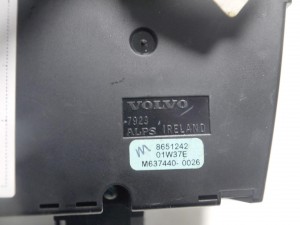 VOLVO
7923
ALPS IRELAND
M 8651242
01W37E
M637440- 0026